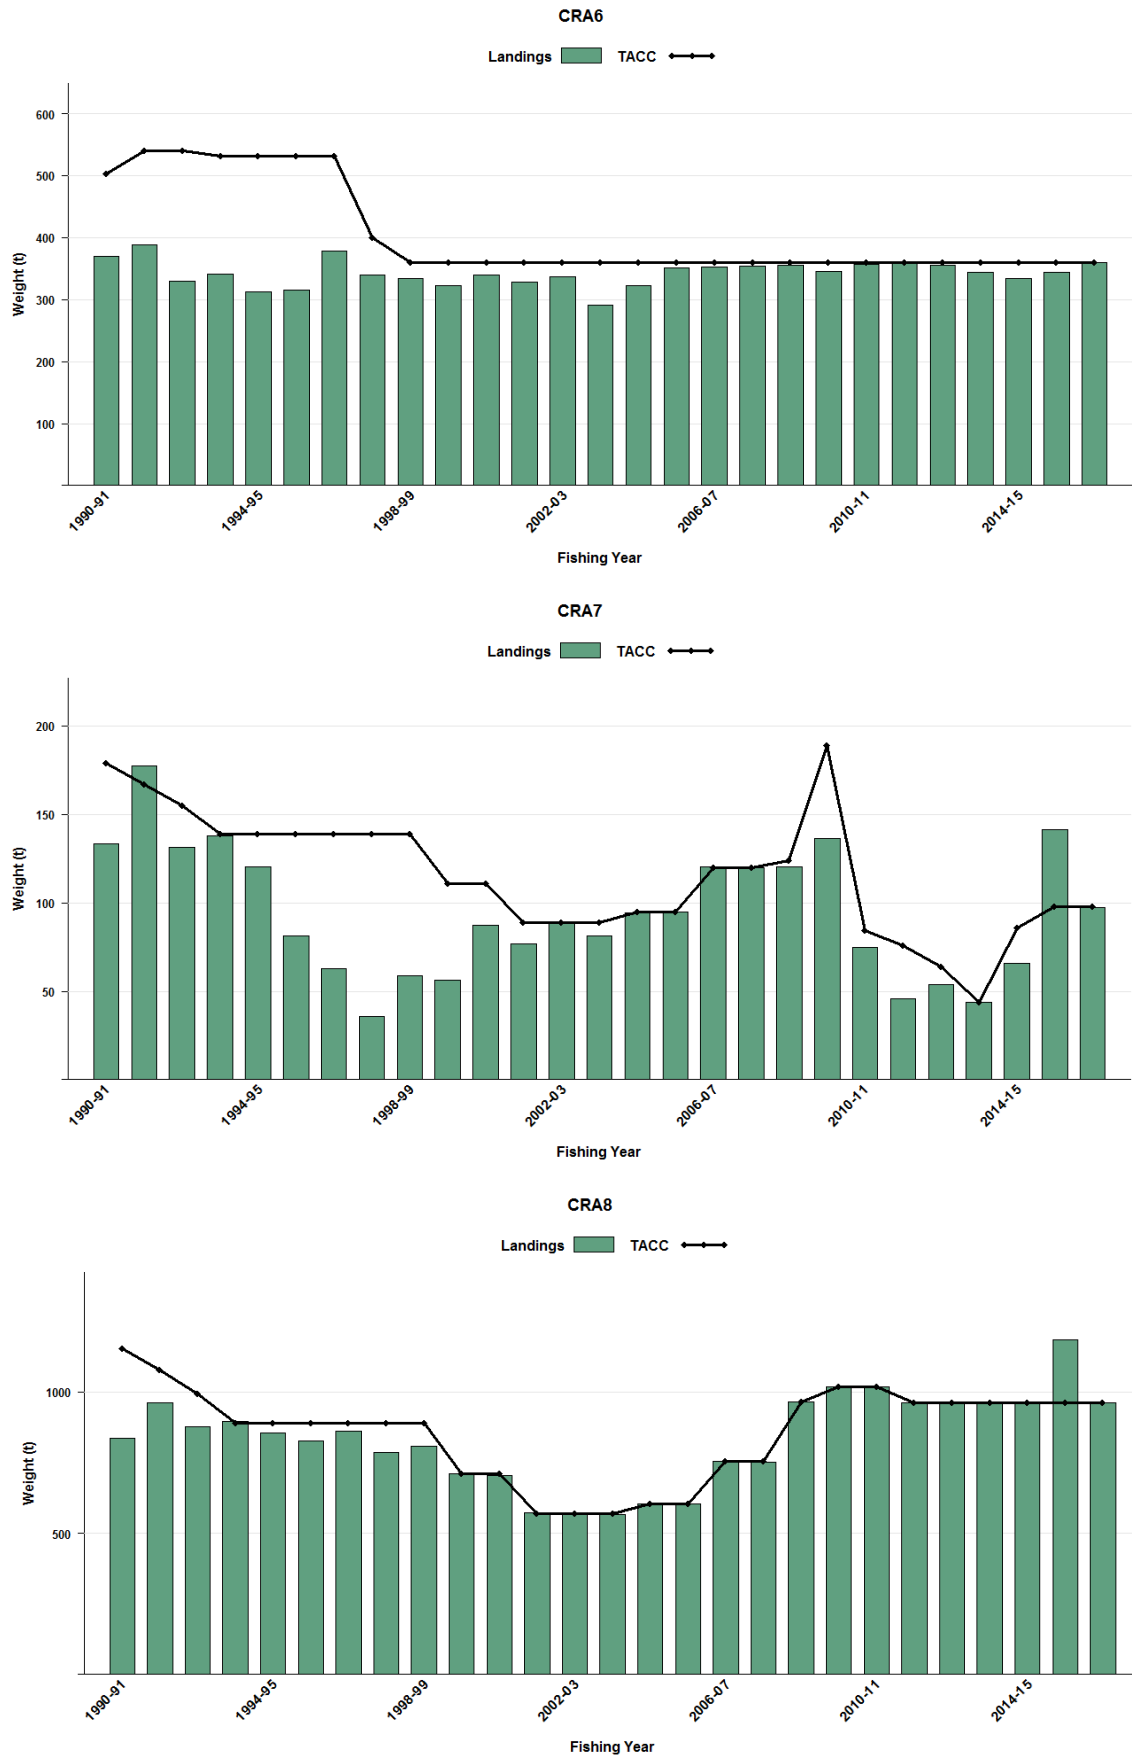 CRA6
Landings TACC
600
500
400
300
200
100
Weight (t)
1990-91 1994-95 1998-99 2002-03 2006-07 2010-11 2014-15
Fishing Year
CRA7
Landings TACC
200
150
100
50
Weight (t)
1990-91 1994-95 1998-99 2002-03 2006-07 2010-11 2014-15
Fishing Year
CRA8
Landings TACC
1000
500
Weight (t)
1990-91 1994-95 1998-99 2002-03 2006-07 2010-11 2014-15
Fishing Year